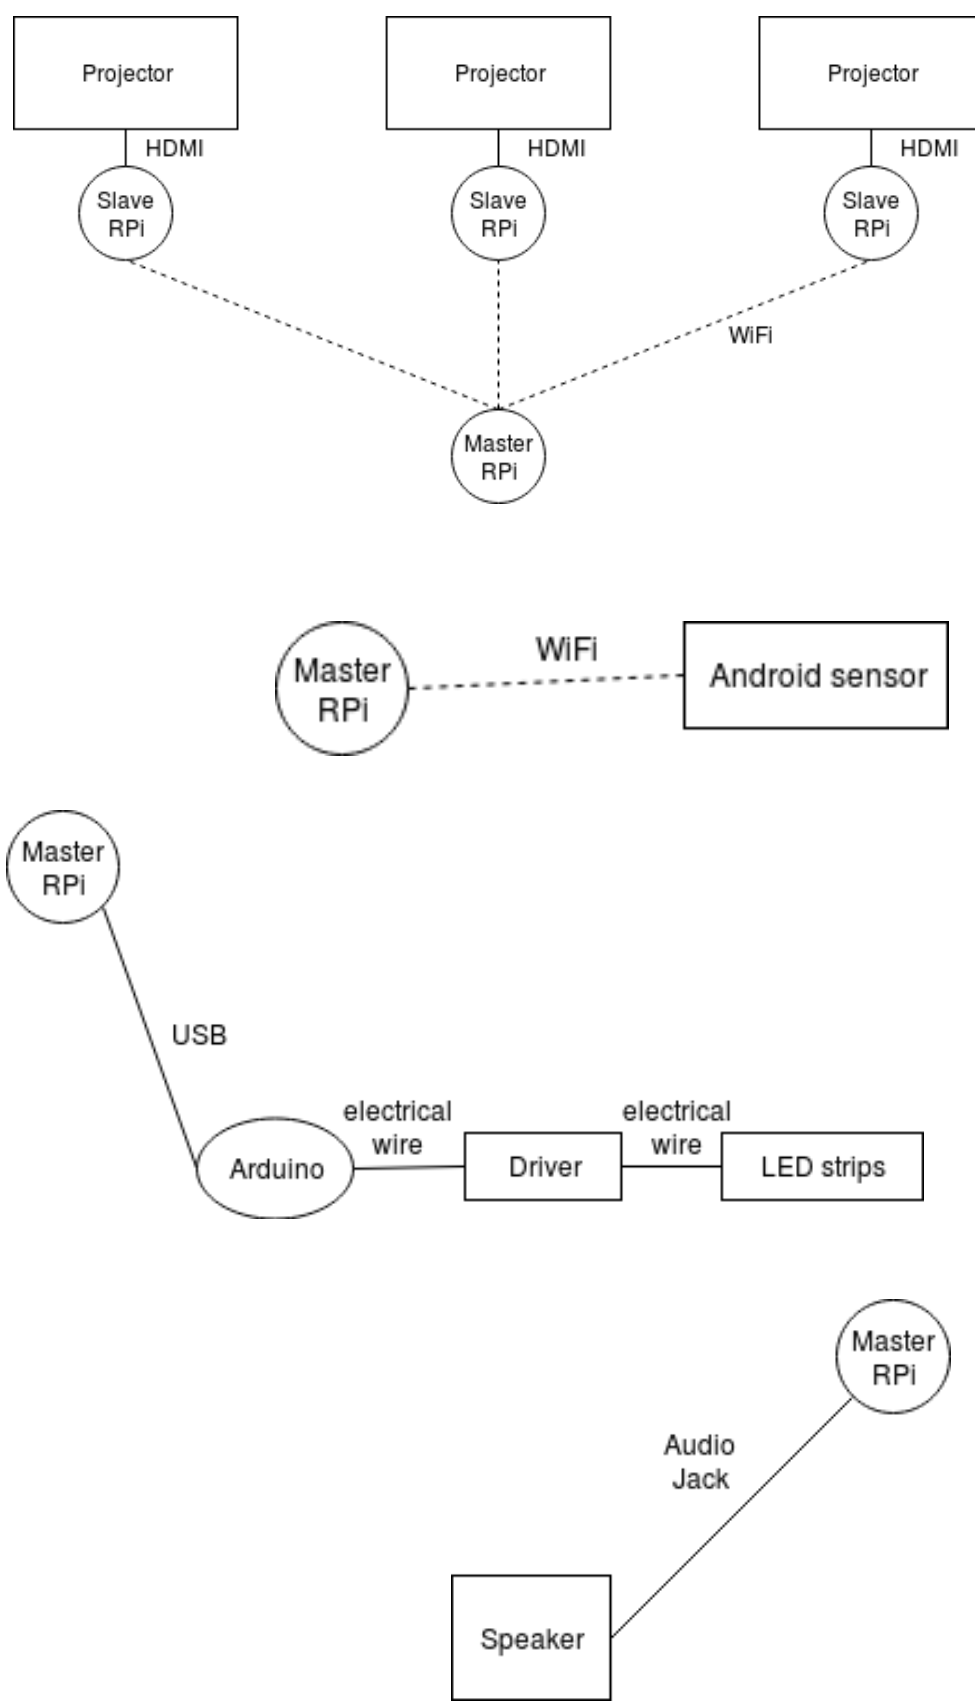 Projector
Projector
Projector
HDMI
HDMI
HDMI
Slave
RPi
Slave
RPi
Slave
RPi
WiFi
Master
RPi
WiFi
Master
RPi
Android sensor
Master
RPi
USB
electrical
wire
electrical
wire
Arduino
Driver
LED strips
Master
RPi
Audio
Jack
Speaker